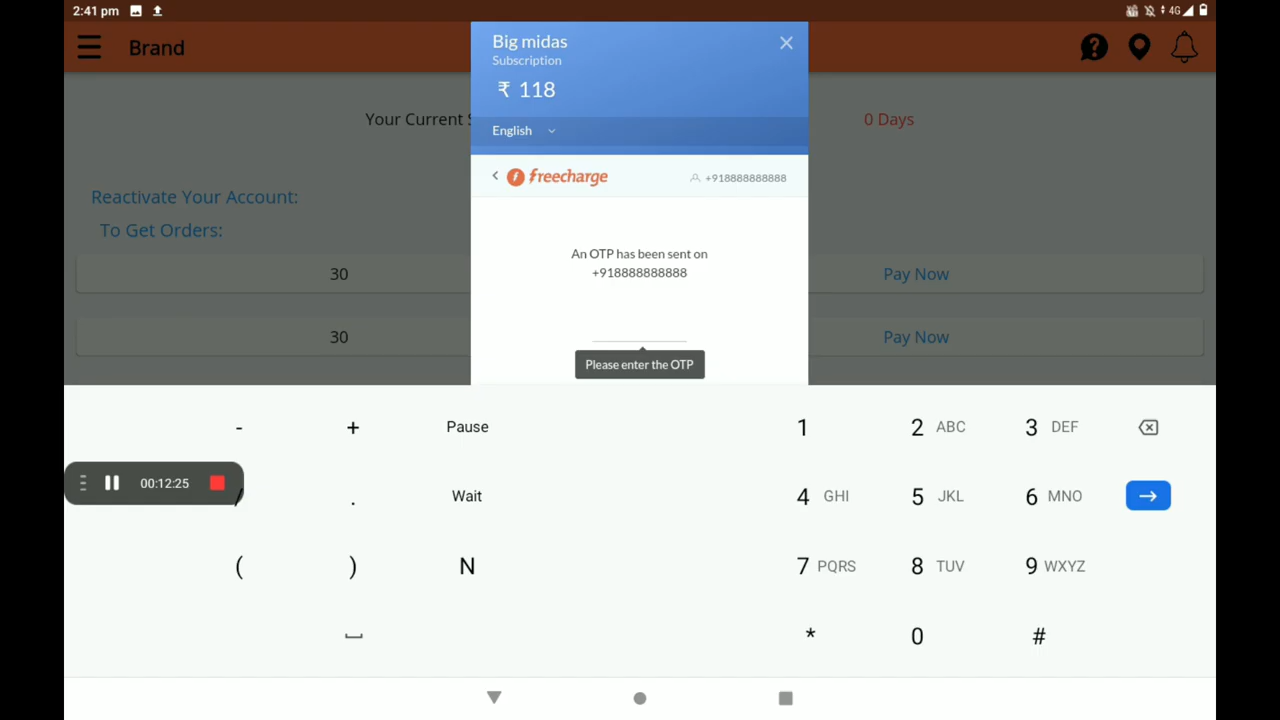 2:41 pm
4G
Brand
Big midas
Subscription
₹ 118
English
freecharge
+918888888888
Your Current S
0 Days
Reactivate Your Account:
To Get Orders:
An OTP has been sent on
+918888888888
30
Pay Now
30
Pay Now
Please enter the OTP
- + Pause 1 2 ABC 3 DEF
00:12:25
/ . Wait 4 GHI 5 JKL 6 MNO
( ) N 7 PQRS 8 TUV 9 WXYZ
* 0 #